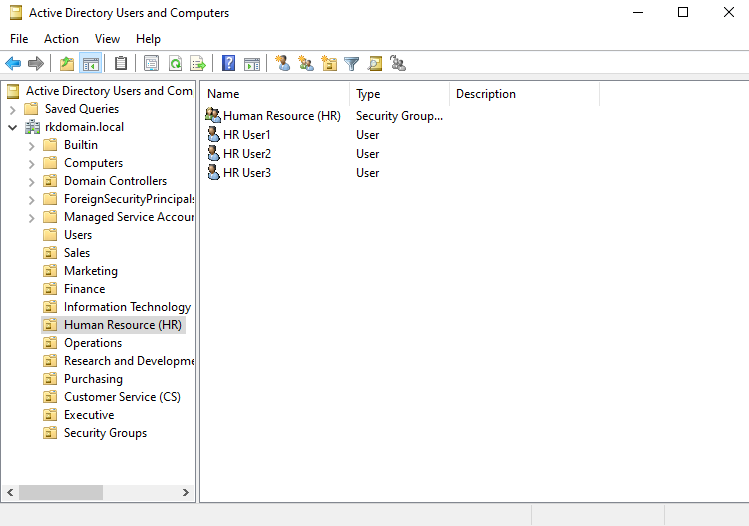 Active Directory Users and Computers
File Action View Help
Active Directory Users and Com
Saved Queries
rkdomain.local
Builtin
Computers
Domain Controllers
ForeignSecurityPrincipals
Managed Service Accour
Users
Sales
Marketing
Finance
Information Technology
Human Resource (HR)
Operations
Research and Developme
Purchasing
Customer Service (CS)
Executive
Security Groups
Name Type Description
Human Resource (HR) Security Group...
HR User1 User
HR User2 User
HR User3 User